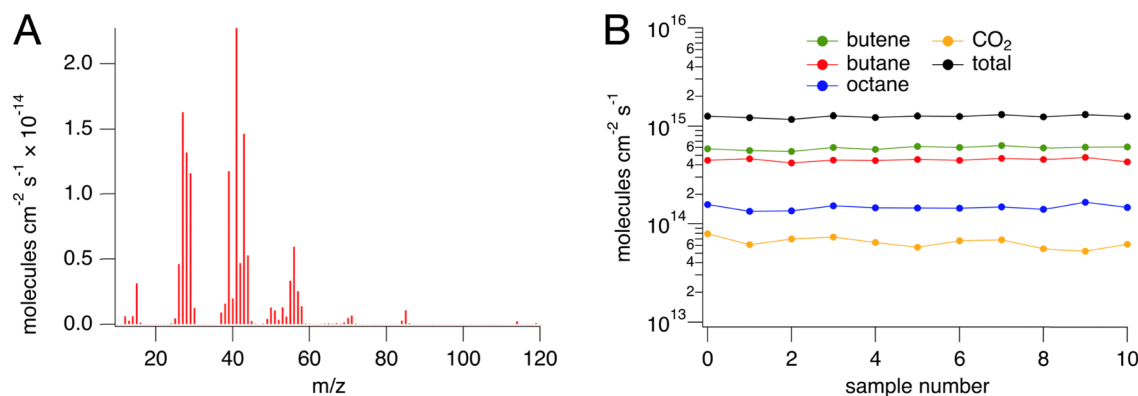 A
molecules cm⁻² s⁻¹ × 10⁻¹⁴
2.0
1.5
1.0
0.5
0.0
20 40 60 80 100 120
m/z
B
molecules cm⁻² s⁻¹
10¹⁶
6
4
2
10¹⁵
6
4
2
10¹⁴
6
4
2
10¹³
butene
butane
octane
CO₂
total
0 2 4 6 8 10
sample number